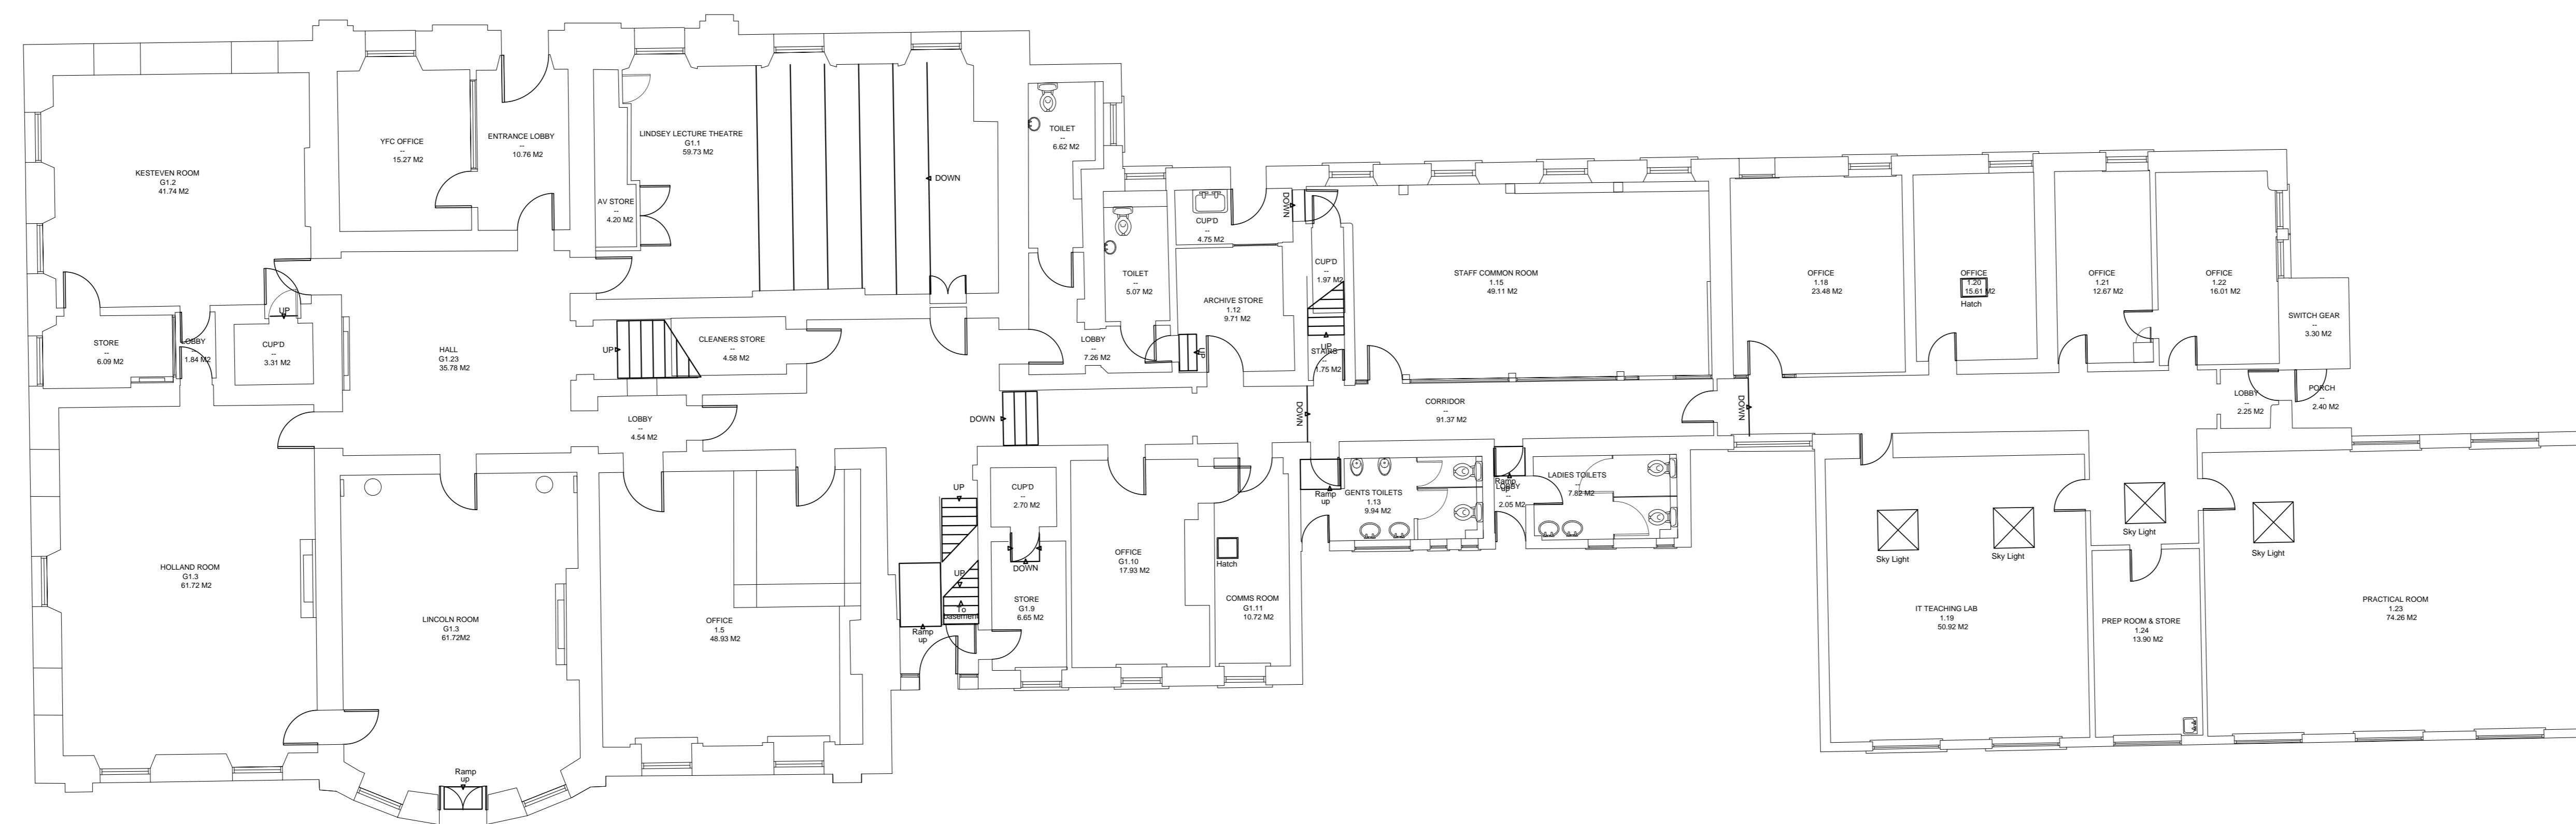 KESTEVEN ROOM
G1.2
41.74 M2
YFC OFFICE
--
15.27 M2
ENTRANCE LOBBY
--
10.76 M2
AV STORE
--
4.20 M2
LINDSEY LECTURE THEATRE
G1.1
59.73 M2
DOWN
TOILET
--
6.62 M2
TOILET
--
5.07 M2
CUP'D
--
4.75 M2
DOWN
CUP'D
--
1.97 M2
ARCHIVE STORE
1.12
9.71 M2
UP
STAIRS
--
1.75 M2
UP
STAFF COMMON ROOM
1.15
49.11 M2
OFFICE
1.18
23.48 M2
OFFICE
1.20
15.61 M2
Hatch
OFFICE
1.21
12.67 M2
OFFICE
1.22
16.01 M2
SWITCH GEAR
--
3.30 M2
STORE
--
6.09 M2
LOBBY
--
1.84 M2
UP
CUP'D
--
3.31 M2
HALL
G1.23
35.78 M2
UP
CLEANERS STORE
--
4.58 M2
LOBBY
--
7.26 M2
LOBBY
--
4.54 M2
DOWN
DOWN
CORRIDOR
--
91.37 M2
DOWN
LOBBY
--
2.25 M2
PORCH
--
2.40 M2
HOLLAND ROOM
G1.3
61.72 M2
LINCOLN ROOM
G1.3
61.72M2
Ramp
up
OFFICE
1.5
48.93 M2
UP
UP
To
basement
Ramp
up
CUP'D
--
2.70 M2
DOWN
STORE
G1.9
6.65 M2
OFFICE
G1.10
17.93 M2
Hatch
COMMS ROOM
G1.11
10.72 M2
Ramp
up
GENTS TOILETS
1.13
9.94 M2
Ramp
up
LOBBY
--
2.05 M2
LADIES TOILETS
--
7.82 M2
Sky Light
Sky Light
IT TEACHING LAB
1.19
50.92 M2
Sky Light
PREP ROOM & STORE
1.24
13.90 M2
Sky Light
PRACTICAL ROOM
1.23
74.26 M2